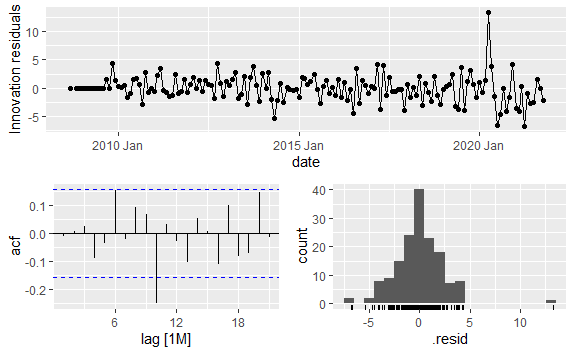 Innovation residuals
10
5
0
-5
2010 Jan
2015 Jan
2020 Jan
date
acf
0.1
0.0
-0.1
-0.2
6
12
18
lag [1M]
count
40
30
20
10
0
-5
0
5
10
.resid